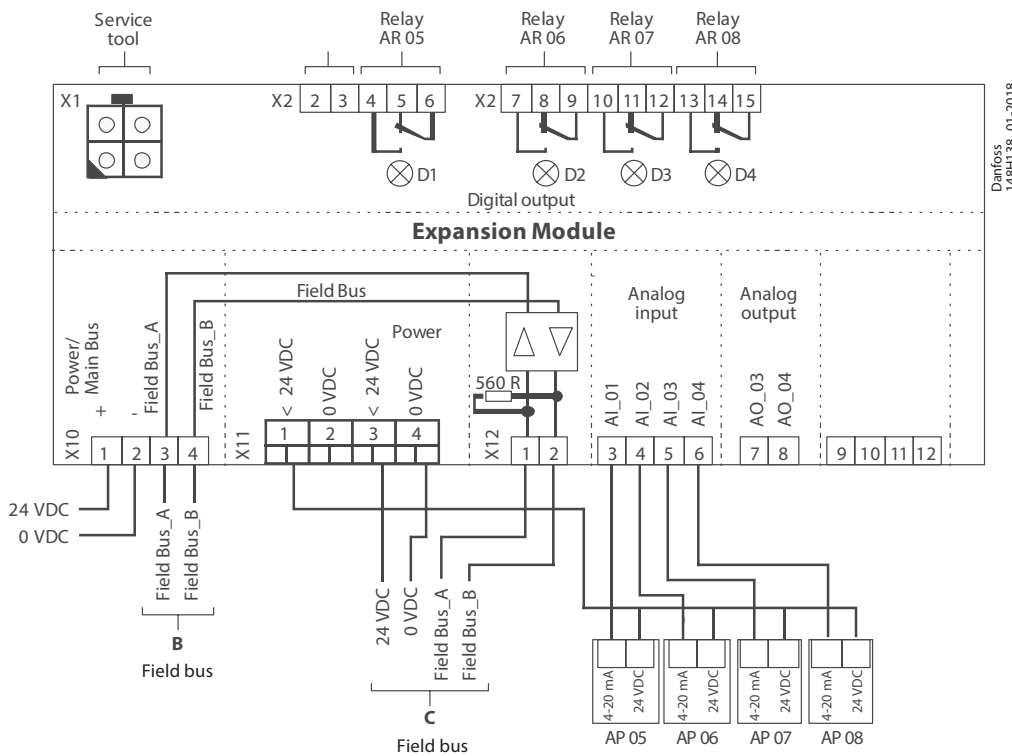 Service tool
Relay AR 05
Relay AR 06
Relay AR 07
Relay AR 08
X1
X2 2 3 4 5 6
X2 7 8 9 10 11 12 13 14 15
D1
D2
D3
D4
Digital output
Danfoss
148H138_01-2018
Expansion Module
Field Bus
Power/
Main Bus
+
-
Field Bus_A
Field Bus_B
Power
< 24 VDC
0 VDC
< 24 VDC
0 VDC
560 R
Analog
input
AI_01
AI_02
AI_03
AI_04
Analog
output
AO_03
AO_04
X10 1 2 3 4
X11 1 2 3 4
X12 1 2
3 4 5 6
7 8
9 10 11 12
24 VDC
0 VDC
Field Bus_A
Field Bus_B
B
Field bus
24 VDC
0 VDC
Field Bus_A
Field Bus_B
C
Field bus
4-20 mA
24 VDC
AP 05
4-20 mA
24 VDC
AP 06
4-20 mA
24 VDC
AP 07
4-20 mA
24 VDC
AP 08